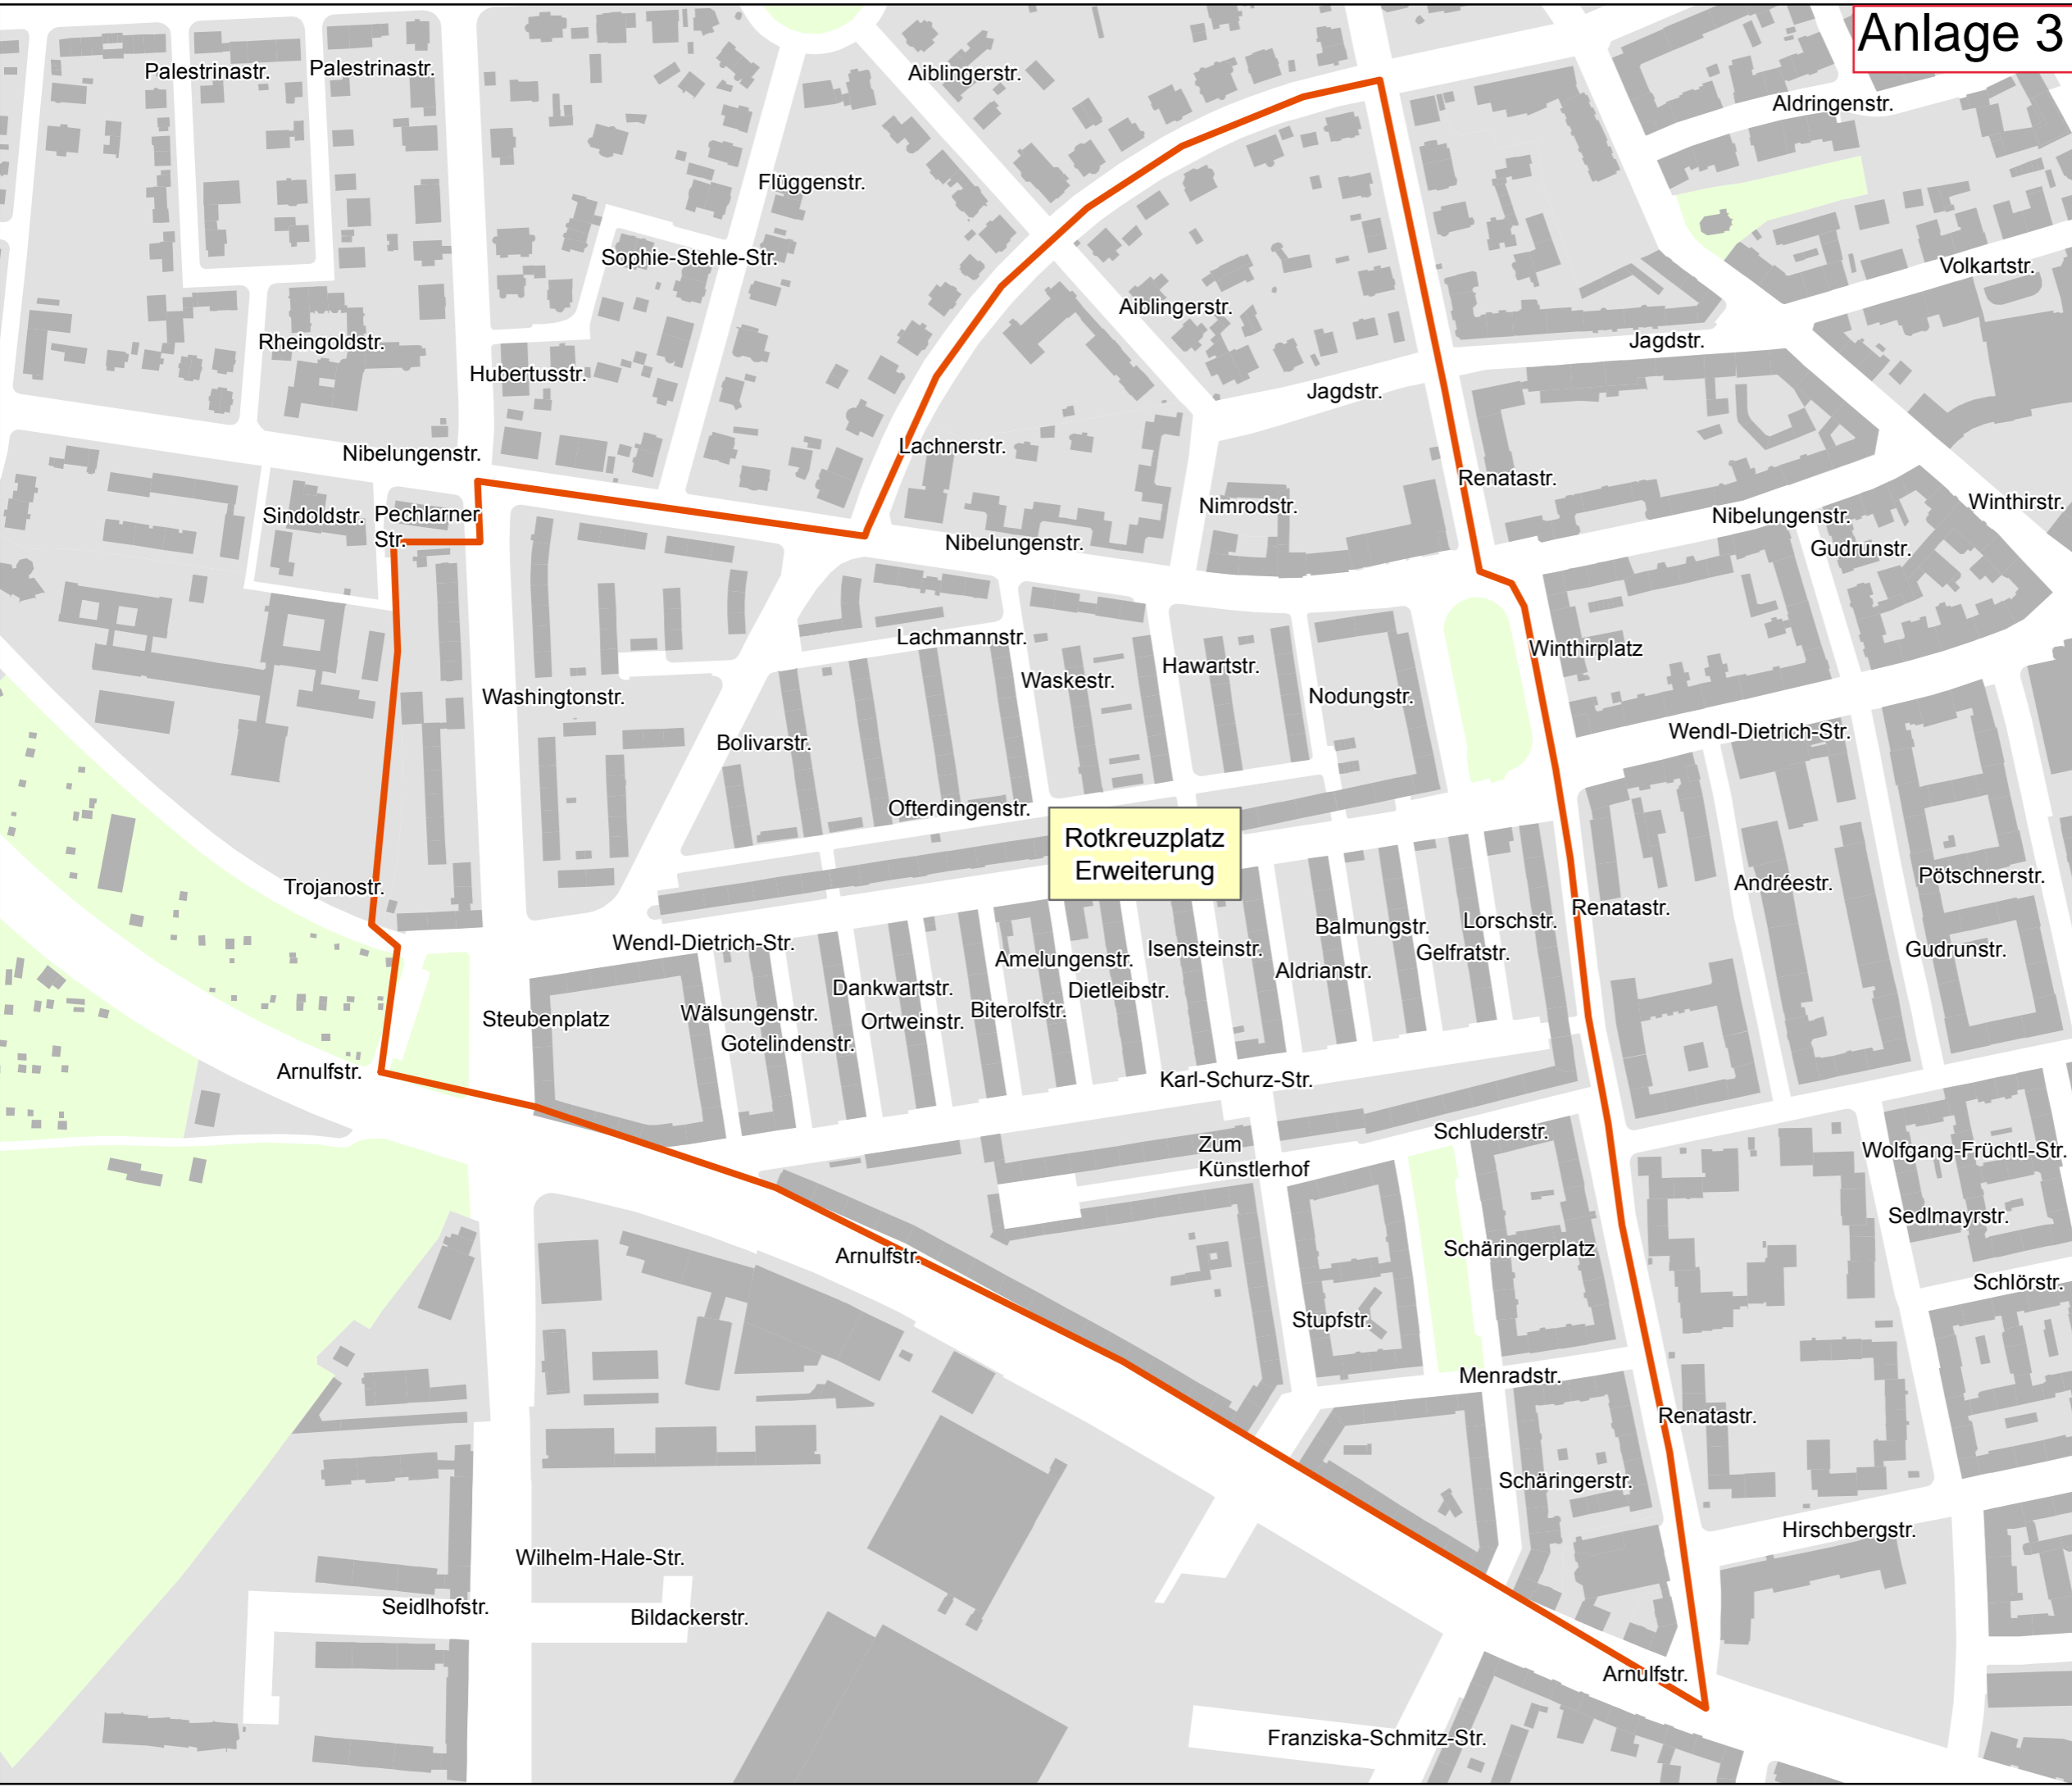 Anlage 3
Palestrinastr.
Palestrinastr.
Aiblingerstr.
Aldringenstr.
Flüggenstr.
Sophie-Stehle-Str.
Volkartstr.
Aiblingerstr.
Rheingoldstr.
Jagdstr.
Hubertusstr.
Jagdstr.
Nibelungenstr.
Lachnerstr.
Renatastr.
Winthirstr.
Nimrodstr.
Sindoldstr.
Pechlarner
Str.
Nibelungenstr.
Gudrunstr.
Nibelungenstr.
Lachmannstr.
Winthirplatz
Hawartstr.
Waskestr.
Washingtonstr.
Nodungstr.
Wendl-Dietrich-Str.
Bolivarstr.
Ofterdingenstr.
Rotkreuzplatz
Erweiterung
Pötschnerstr.
Andréestr.
Trojanostr.
Renatastr.
Lorschstr.
Balmungstr.
Wendl-Dietrich-Str.
Isensteinstr.
Gudrunstr.
Gelfratstr.
Amelungenstr.
Aldrianstr.
Dankwartstr.
Dietleibstr.
Biterolfstr.
Wälsungenstr.
Steubenplatz
Ortweinstr.
Gotelindenstr.
Arnulfstr.
Karl-Schurz-Str.
Schluderstr.
Zum
Künstlerhof
Wolfgang-Früchtl-Str.
Sedlmayrstr.
Schäringerplatz
Arnulfstr.
Schlörstr.
Stupfstr.
Menradstr.
Renatastr.
Schäringerstr.
Hirschbergstr.
Wilhelm-Hale-Str.
Seidlhofstr.
Bildackerstr.
Arnulfstr.
Franziska-Schmitz-Str.